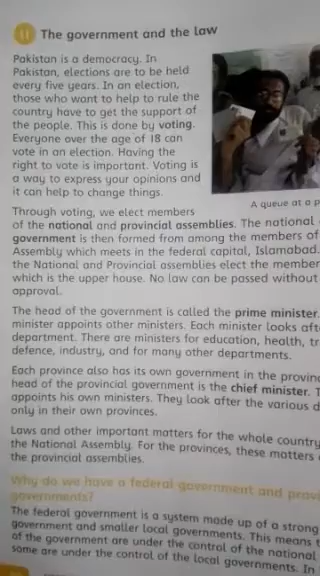 11 The government and the law
Pakistan is a democracy. In
Pakistan, elections are to be held
every five years. In an election,
those who want to help to rule the
country have to get the support of
the people. This is done by voting.
Everyone over the age of 18 can
vote in an election. Having the
right to vote is important. Voting is
a way to express your opinions and
it can help to change things.
A queue at a p
Through voting, we elect members
of the national and provincial assemblies. The national
government is then formed from among the members of
Assembly which meets in the federal capital, Islamabad.
the National and Provincial assemblies elect the member
which is the upper house. No law can be passed without
approval.
The head of the government is called the prime minister.
minister appoints other ministers. Each minister looks aft
department. There are ministers for education, health, tr
defence, industry, and for many other departments.
Each province also has its own government in the provin
head of the provincial government is the chief minister. T
appoints his own ministers. They look after the various d
only in their own provinces.
Laws and other important matters for the whole country
the National Assembly. For the provinces, these matters
the provincial assemblies.
Why do we have a federal government and provi
governments?
The federal government is a system made up of a strong
government and smaller local governments. This means t
of the government are under the control of the national
some are under the control of the local governments. In